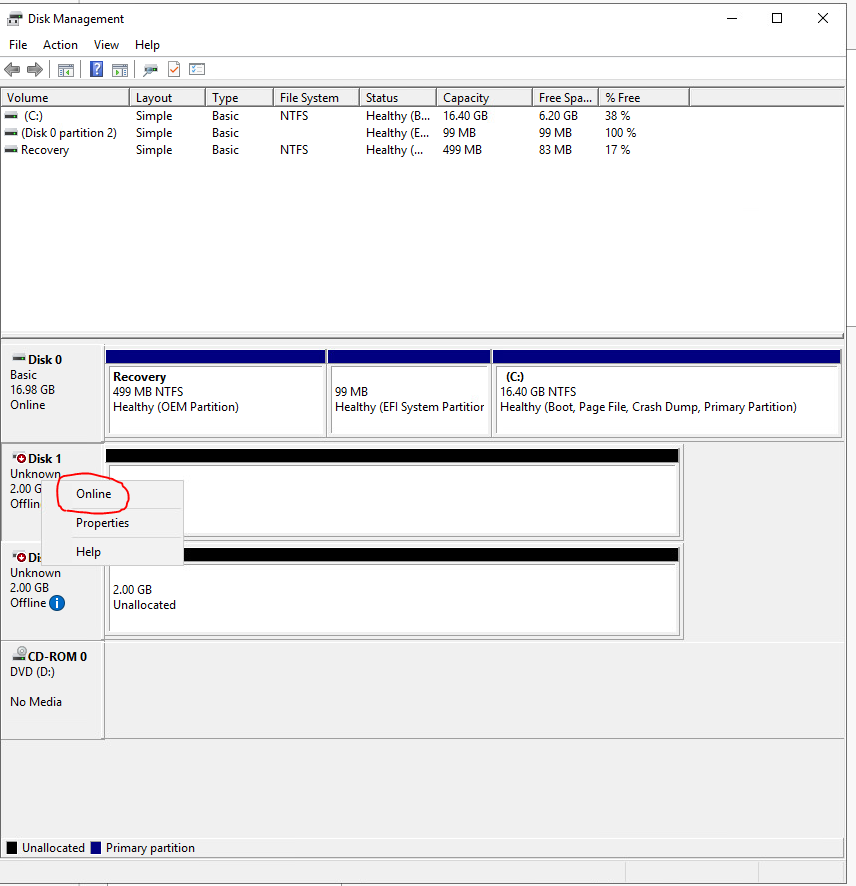 Disk Management
File Action View Help
Volume Layout Type File System Status Capacity Free Spa... % Free
(C:) Simple Basic NTFS Healthy (B... 16.40 GB 6.20 GB 38 %
(Disk 0 partition 2) Simple Basic Healthy (E... 99 MB 99 MB 100 %
Recovery Simple Basic NTFS Healthy (... 499 MB 83 MB 17 %
Disk 0
Basic
16.98 GB
Online
Recovery
499 MB NTFS
Healthy (OEM Partition)
99 MB
Healthy (EFI System Partition
(C:)
16.40 GB NTFS
Healthy (Boot, Page File, Crash Dump, Primary Partition)
Disk 1
Unknown
2.00 G
Offlin
Online
Properties
Help
Di
Unknown
2.00 GB
Offline
2.00 GB
Unallocated
CD-ROM 0
DVD (D:)
No Media
Unallocated Primary partition